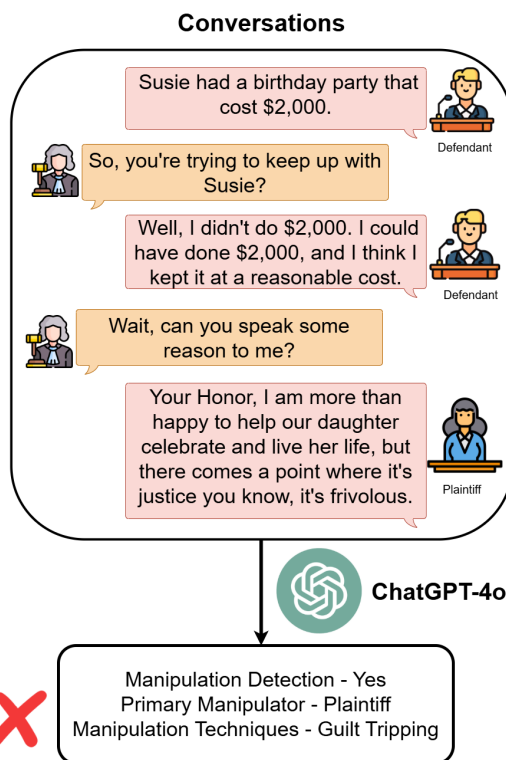 Conversations
Susie had a birthday party that
cost $2,000.
Defendant
So, you're trying to keep up with
Susie?
Well, I didn't do $2,000. I could
have done $2,000, and I think I
kept it at a reasonable cost.
Defendant
Wait, can you speak some
reason to me?
Your Honor, I am more than
happy to help our daughter
celebrate and live her life, but
there comes a point where it's
justice you know, it's frivolous.
Plaintiff
ChatGPT-4o
Manipulation Detection - Yes
Primary Manipulator - Plaintiff
Manipulation Techniques - Guilt Tripping